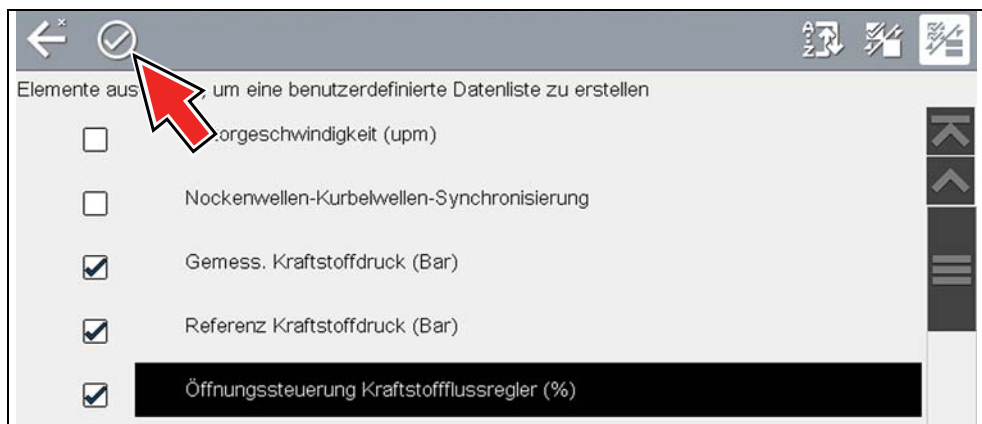 Elemente aus , um eine benutzerdefinierte Datenliste zu erstellen
torgeschwindigkeit (upm)
Nockenwellen-Kurbelwellen-Synchronisierung
Gemess. Kraftstoffdruck (Bar)
Referenz Kraftstoffdruck (Bar)
Öffnungssteuerung Kraftstoffflussregler (%)